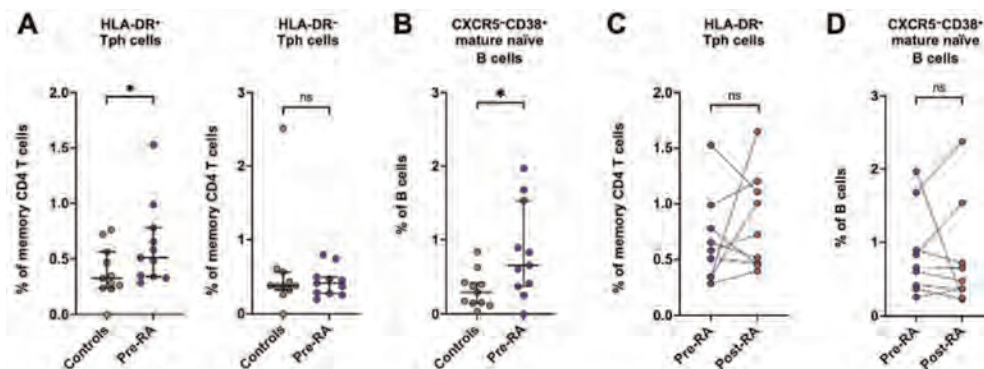 A
HLA-DR⁺
Tph cells
% of memory CD4 T cells
2.0
1.5
1.0
0.5
0.0
*
Controls
Pre-RA
HLA-DR⁻
Tph cells
% of memory CD4 T cells
3
2
1
0
ns
Controls
Pre-RA
B
CXCR5⁻CD38⁺
mature naïve
B cells
% of B cells
3
2
1
0
*
Controls
Pre-RA
C
HLA-DR⁺
Tph cells
% of memory CD4 T cells
2.0
1.5
1.0
0.5
0.0
ns
Pre-RA
Post-RA
D
CXCR5⁻CD38⁺
mature naïve
B cells
% of B cells
3
2
1
0
ns
Pre-RA
Post-RA